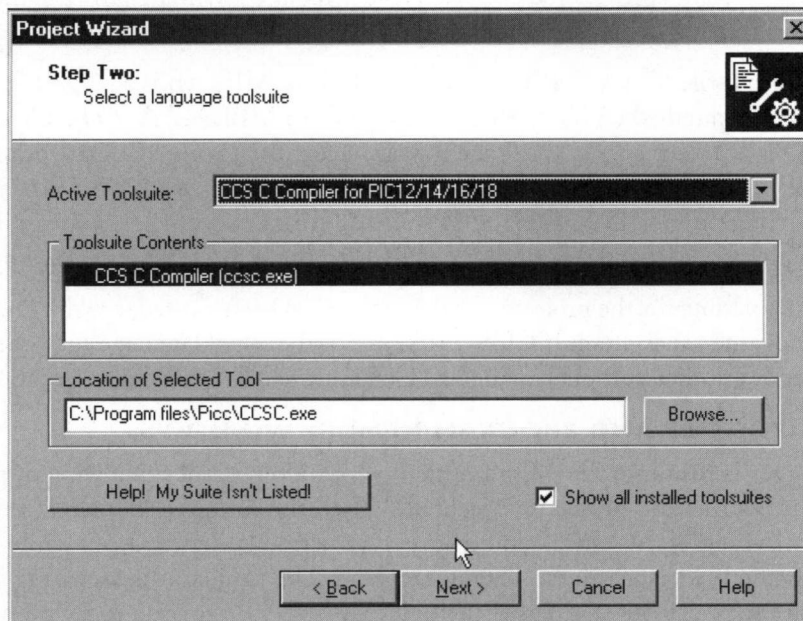 Project Wizard
Step Two:
Select a language toolsuite
Active Toolsuite: CCS C Compiler for PIC12/14/16/18
Toolsuite Contents
CCS C Compiler (ccsc.exe)
Location of Selected Tool
C:\Program files\Picc\CCSC.exe Browse...
Help! My Suite Isn't Listed! Show all installed toolsuites
< Back Next > Cancel Help